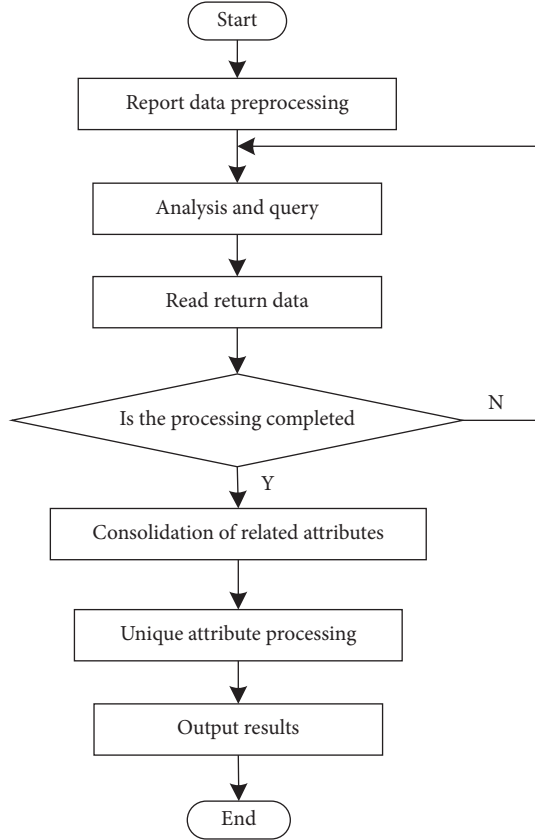 Start
Report data preprocessing
Analysis and query
Read return data
Is the processing completed
N
Y
Consolidation of related attributes
Unique attribute processing
Output results
End